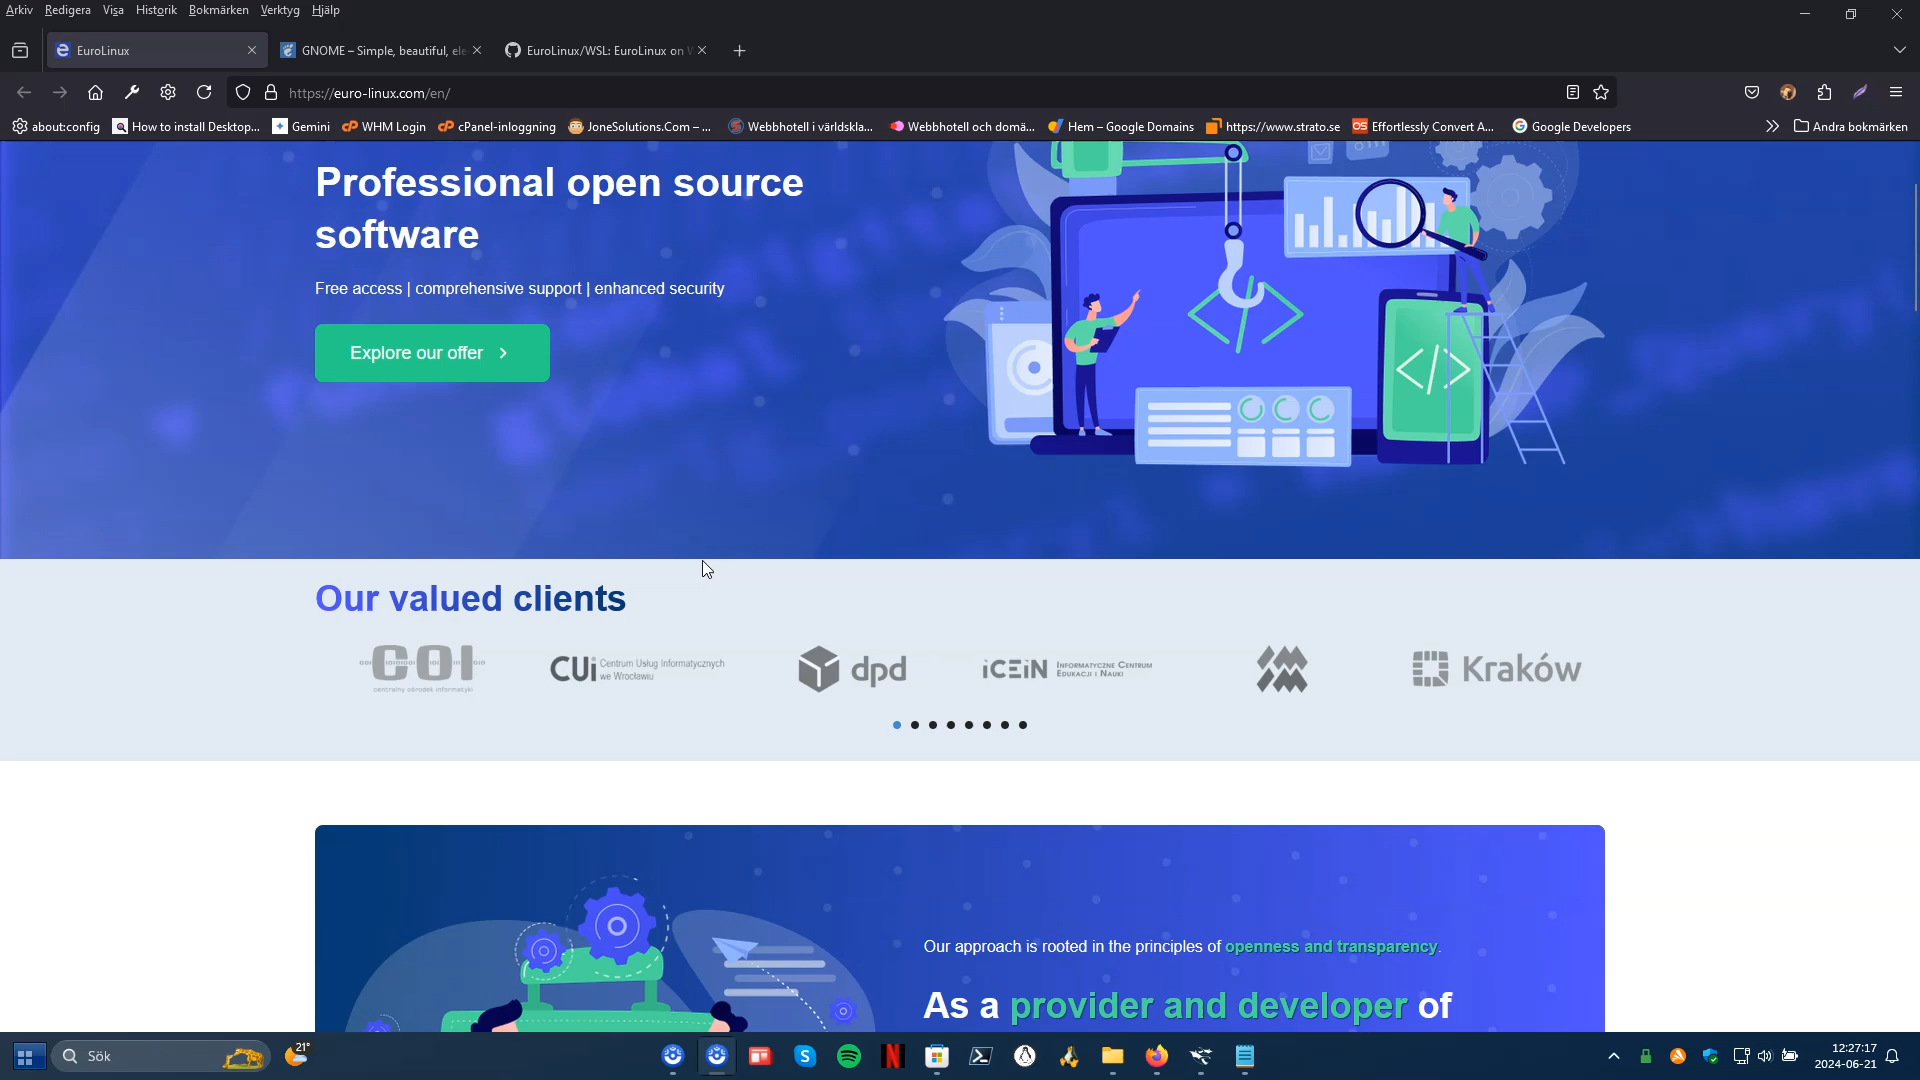 Arkiv Redigera Visa Historik Bokmärken Verktyg Hjälp
EuroLinux
GNOME – Simple, beautiful, ele
EuroLinux/WSL: EuroLinux on W
https://euro-linux.com/en/
about:config
How to install Desktop...
Gemini
WHM Login
cPanel-inloggning
JoneSolutions.Com – ...
Webbhotell i världskla...
Webbhotell och domä...
Hem – Google Domains
https://www.strato.se
Effortlessly Convert A...
Google Developers
Andra bokmärken
Professional open source
software
Free access | comprehensive support | enhanced security
Explore our offer
Our valued clients
COI
centralny ośrodek informatyki
CUi Centrum Usług Informatycznych
we Wrocławiu
dpd
iCEiN Informatyczne Centrum
Edukacji i Nauki
Kraków
Our approach is rooted in the principles of openness and transparency.
As a provider and developer of
Sök
21°
12:27:17
2024-06-21